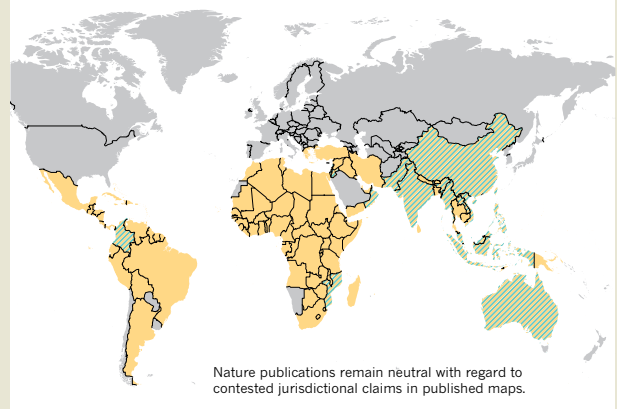 Nature publications remain neutral with regard to
contested jurisdictional claims in published maps.